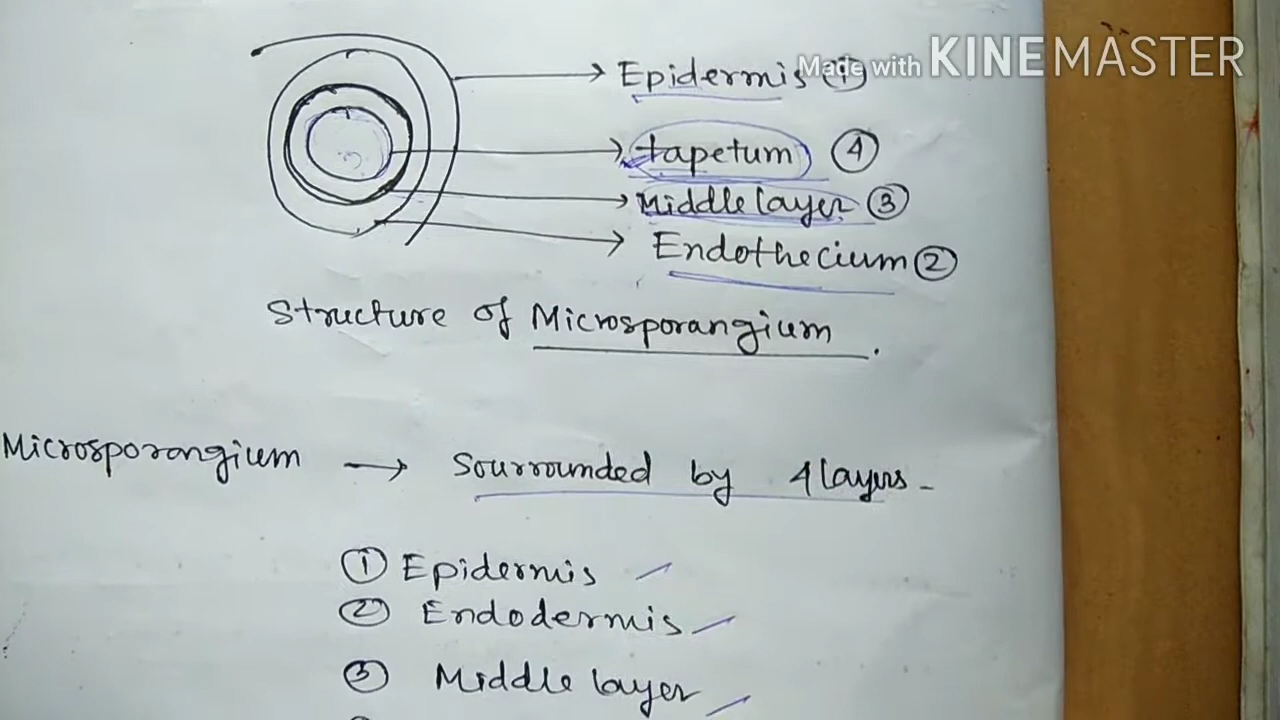 Epidermis ①
Made with KINEMASTER
tapetum ④
Middle layer ③
Endothecium ②
Structure of Microsporangium.
Microsporangium → Sourrounded by 4 layers -
① Epidermis
② Endodermis
③ Middle layer